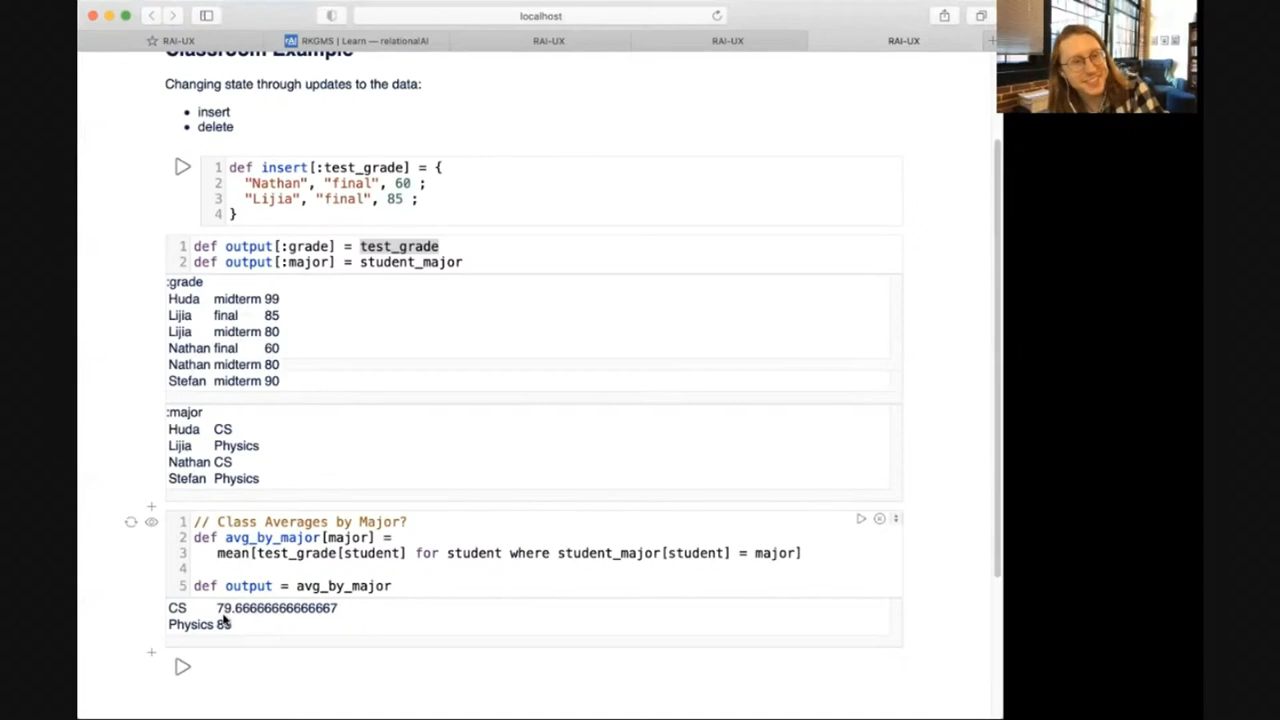 localhost
RAI-UX
RKGMS | Learn — relationalAI
RAI-UX
RAI-UX
RAI-UX
Classroom Example
Changing state through updates to the data:
• insert
• delete
1 def insert[:test_grade] = {
2 "Nathan", "final", 60 ;
3 "Lijia", "final", 85 ;
4 }
1 def output[:grade] = test_grade
2 def output[:major] = student_major
:grade
Huda midterm 99
Lijia final 85
Lijia midterm 80
Nathan final 60
Nathan midterm 80
Stefan midterm 90
:major
Huda CS
Lijia Physics
Nathan CS
Stefan Physics
1 // Class Averages by Major?
2 def avg_by_major[major] =
3 mean[test_grade[student] for student where student_major[student] = major]
4
5 def output = avg_by_major
CS 79.66666666666667
Physics